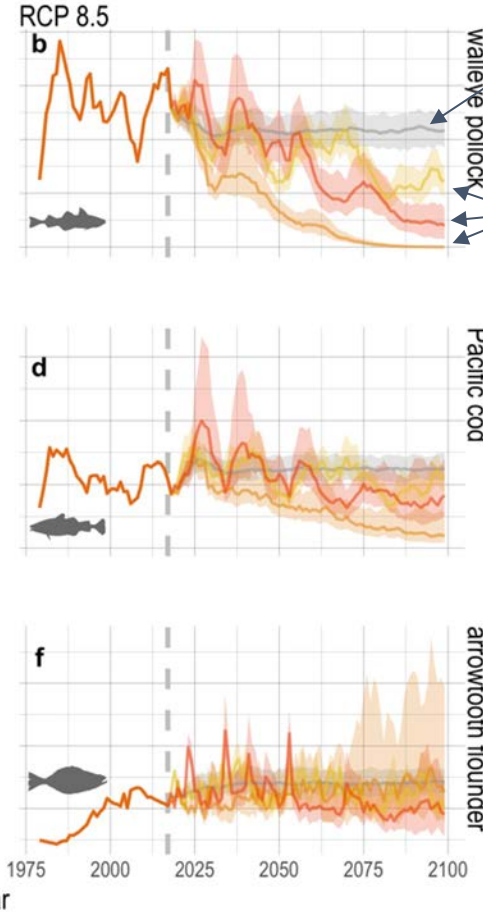 RCP 8.5
b
walleye pollock
d
Pacific cod
f
arrowtooth flounder
1975 2000 2025 2050 2075 2100